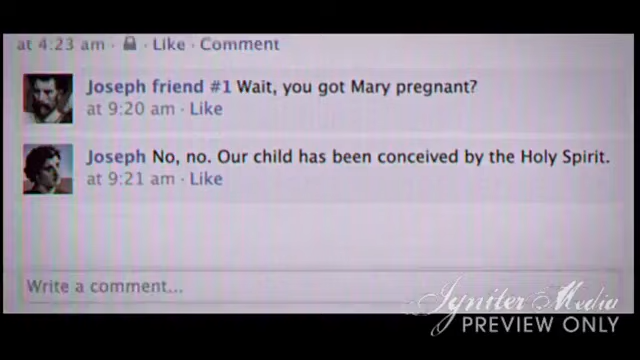 at 4:23 am · Like · Comment
Joseph friend #1 Wait, you got Mary pregnant?
at 9:20 am · Like
Joseph No, no. Our child has been conceived by the Holy Spirit.
at 9:21 am · Like
Write a comment...
Igniter Media
PREVIEW ONLY